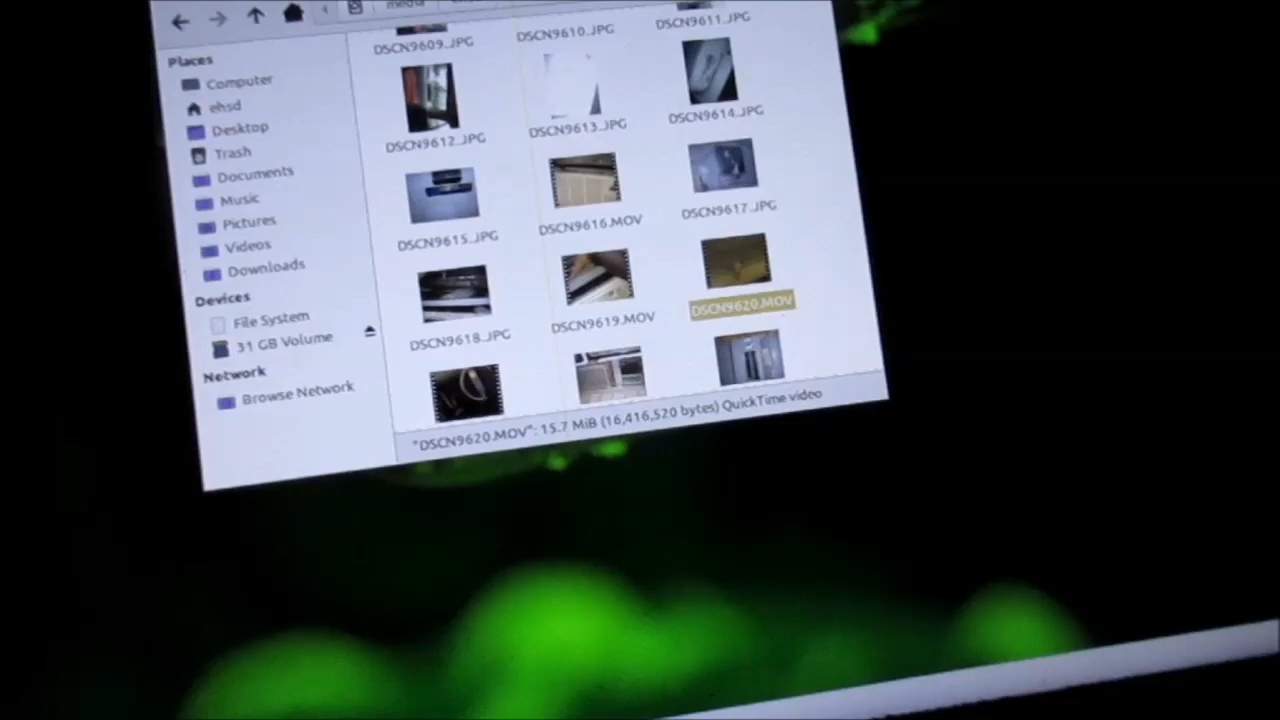 media
DSCN9609.JPG
DSCN9610.JPG
DSCN9611.JPG
Places
Computer
ehsd
Desktop
Trash
Documents
Music
Pictures
Videos
Downloads
Devices
File System
31 GB Volume
Network
Browse Network
DSCN9612.JPG
DSCN9613.JPG
DSCN9614.JPG
DSCN9615.JPG
DSCN9616.MOV
DSCN9617.JPG
DSCN9618.JPG
DSCN9619.MOV
DSCN9620.MOV
"DSCN9620.MOV": 15.7 MiB (16,416,520 bytes) QuickTime video